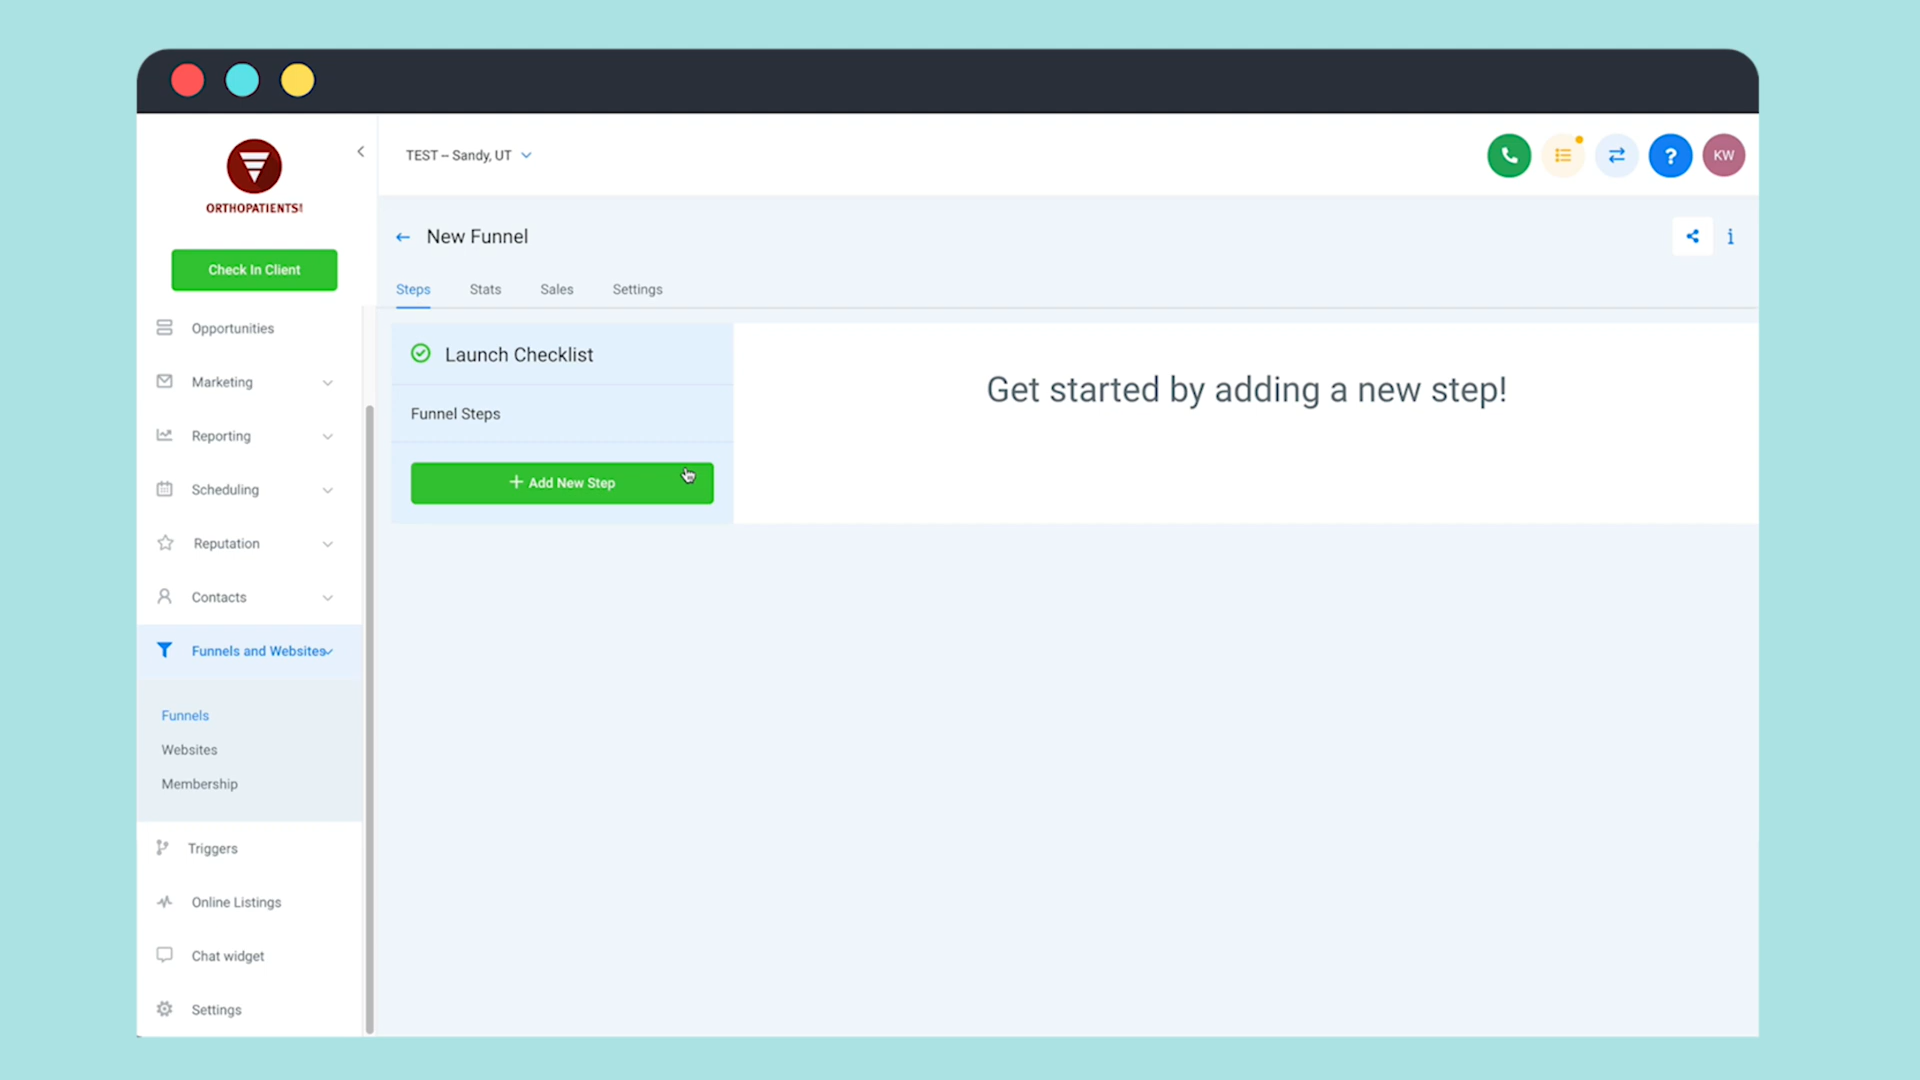 ORTHOPATIENTS
Check In Client
Opportunities
Marketing
Reporting
Scheduling
Reputation
Contacts
Funnels and Websites
Funnels
Websites
Membership
Triggers
Online Listings
Chat widget
Settings
TEST – Sandy, UT
?
KW
← New Funnel
i
Steps Stats Sales Settings
Launch Checklist
Funnel Steps
+ Add New Step
Get started by adding a new step!